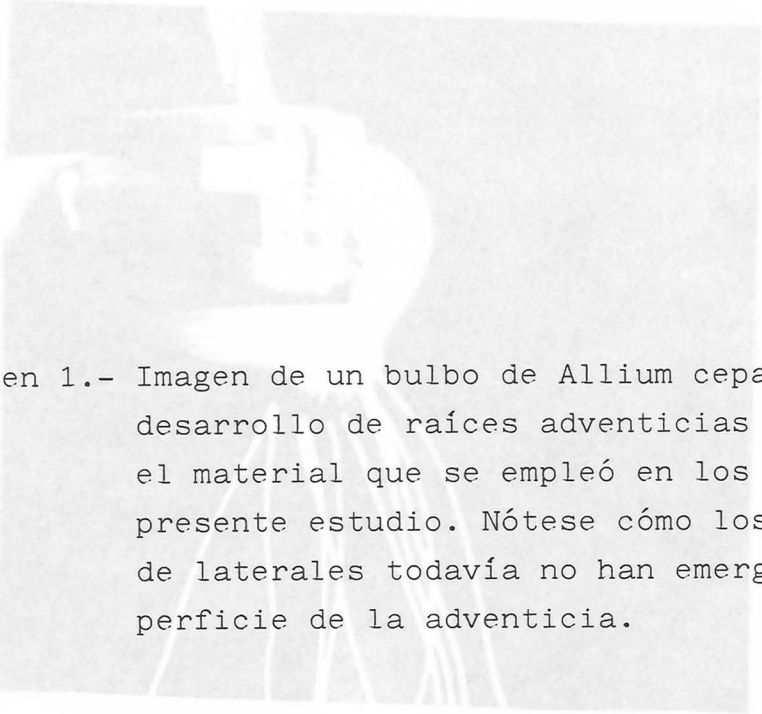 en 1.- Imagen de un bulbo de Allium cepa
desarrollo de raíces adventicias
el material que se empleó en los
presente estudio. Nótese cómo los
de laterales todavía no han emerg
perficie de la adventicia.